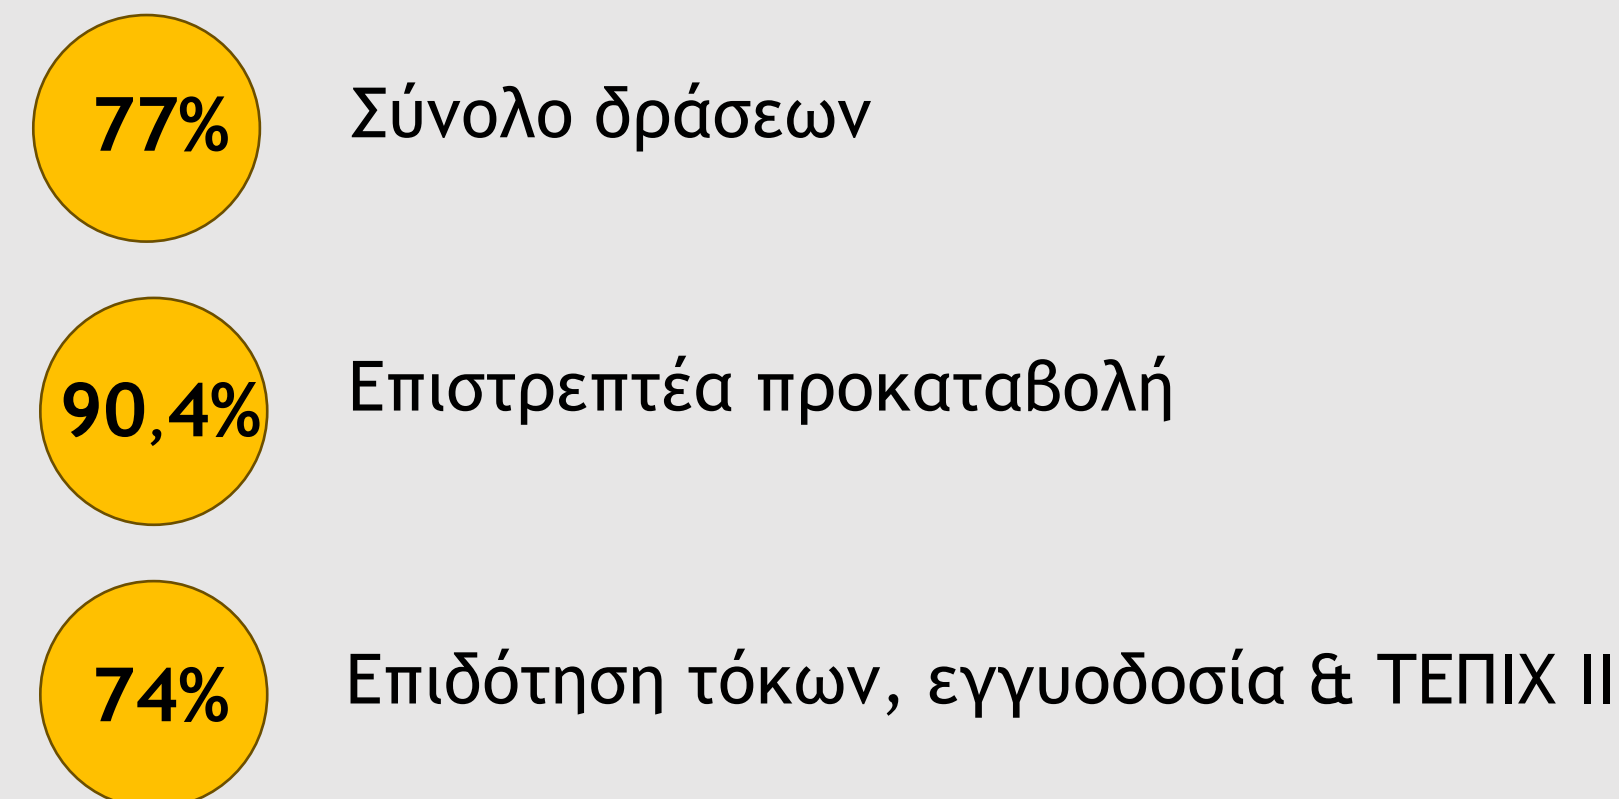 77% Σύνολο δράσεων
90,4% Επιστρεπτέα προκαταβολή
74% Επιδότηση τόκων, εγγυοδοσία & ΤΕΠΙΧ ΙΙ